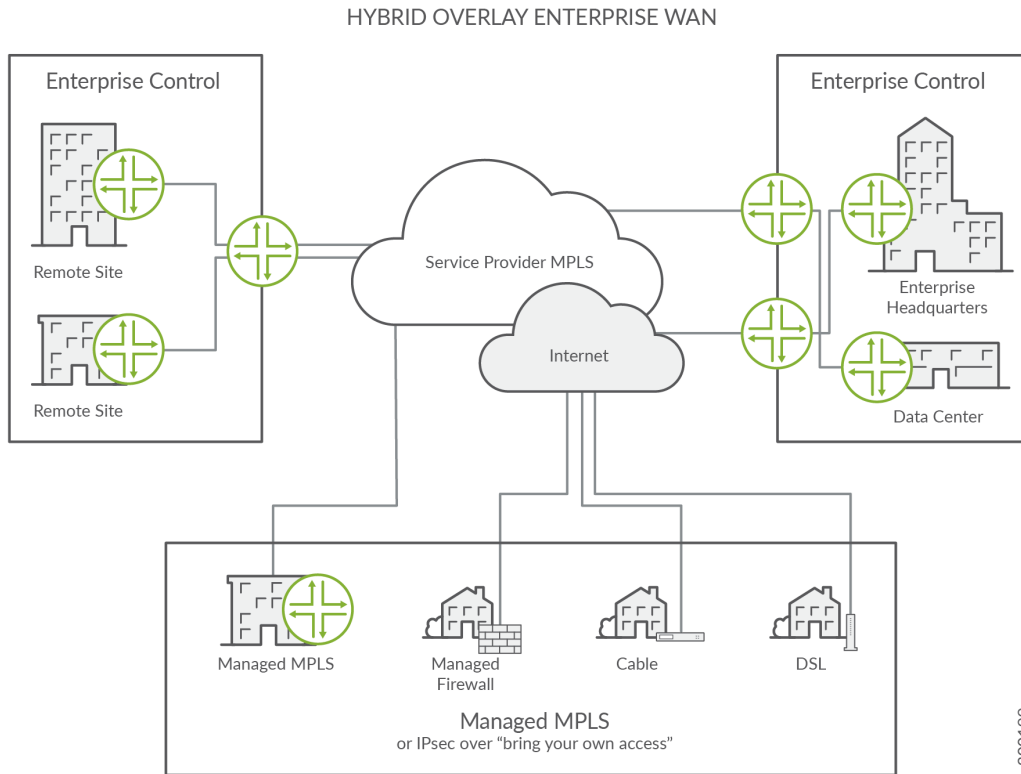 HYBRID OVERLAY ENTERPRISE WAN
Enterprise Control
Remote Site
Remote Site
Service Provider MPLS
Internet
Enterprise Control
Enterprise
Headquarters
Data Center
Managed MPLS
Managed
Firewall
Cable
DSL
Managed MPLS
or IPsec over “bring your own access”